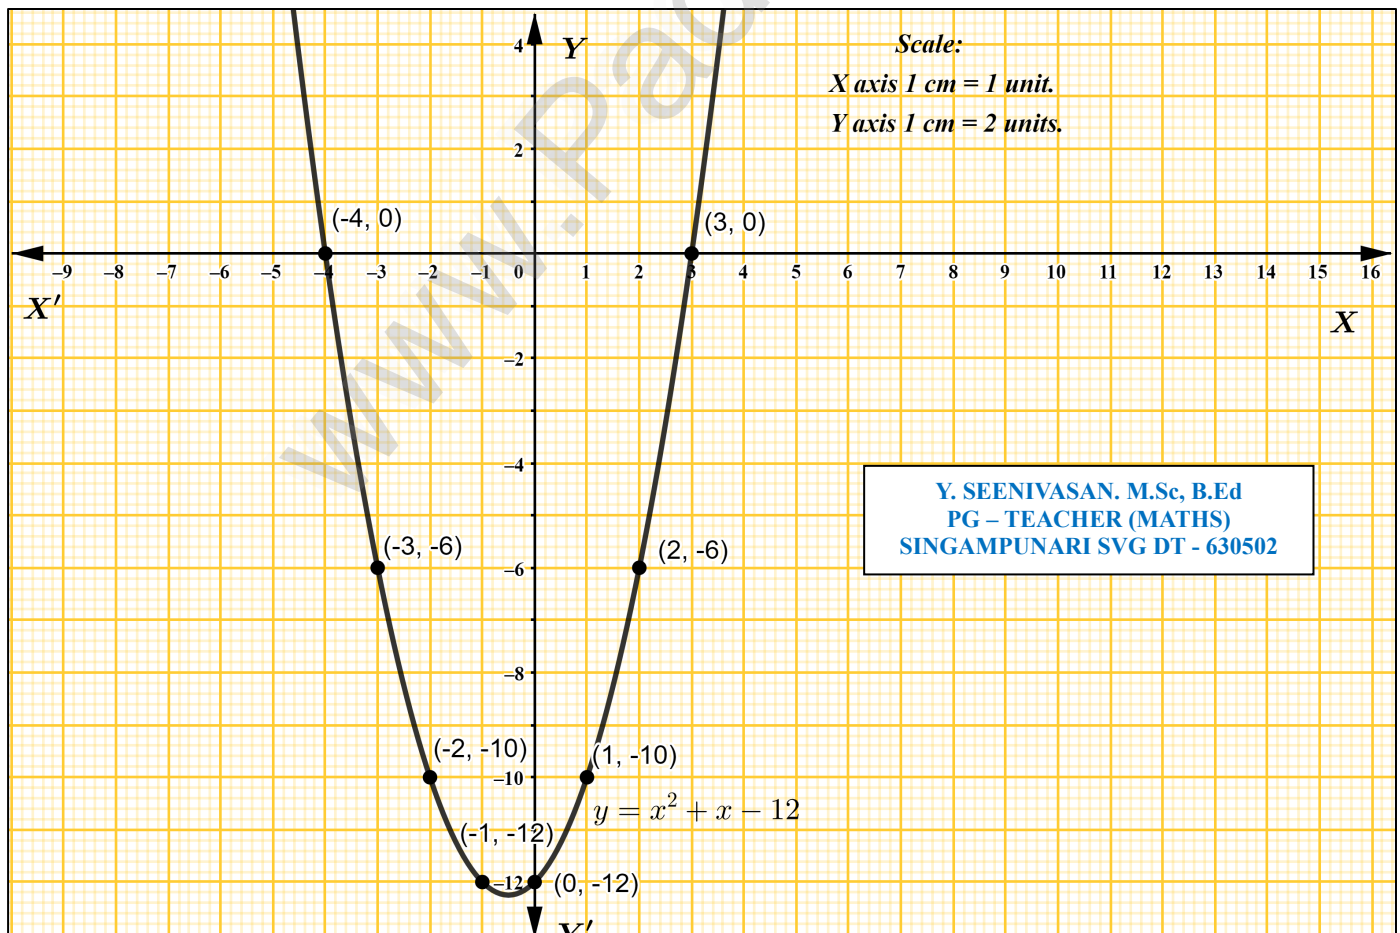 www.Pad
Y
Scale:
X axis 1 cm = 1 unit.
Y axis 1 cm = 2 units.
4
2
(-4, 0)
(3, 0)
–9 –8 –7 –6 –5 –4 –3 –2 –1 0 1 2 3 4 5 6 7 8 9 10 11 12 13 14 15 16
X′
X
–2
–4
Y. SEENIVASAN. M.Sc, B.Ed
PG – TEACHER (MATHS)
SINGAMPUNARI SVG DT - 630502
(-3, -6)
(2, -6)
–6
–8
(-2, -10)
(1, -10)
–10
y = x² + x − 12
(-1, -12)
–12
(0, -12)